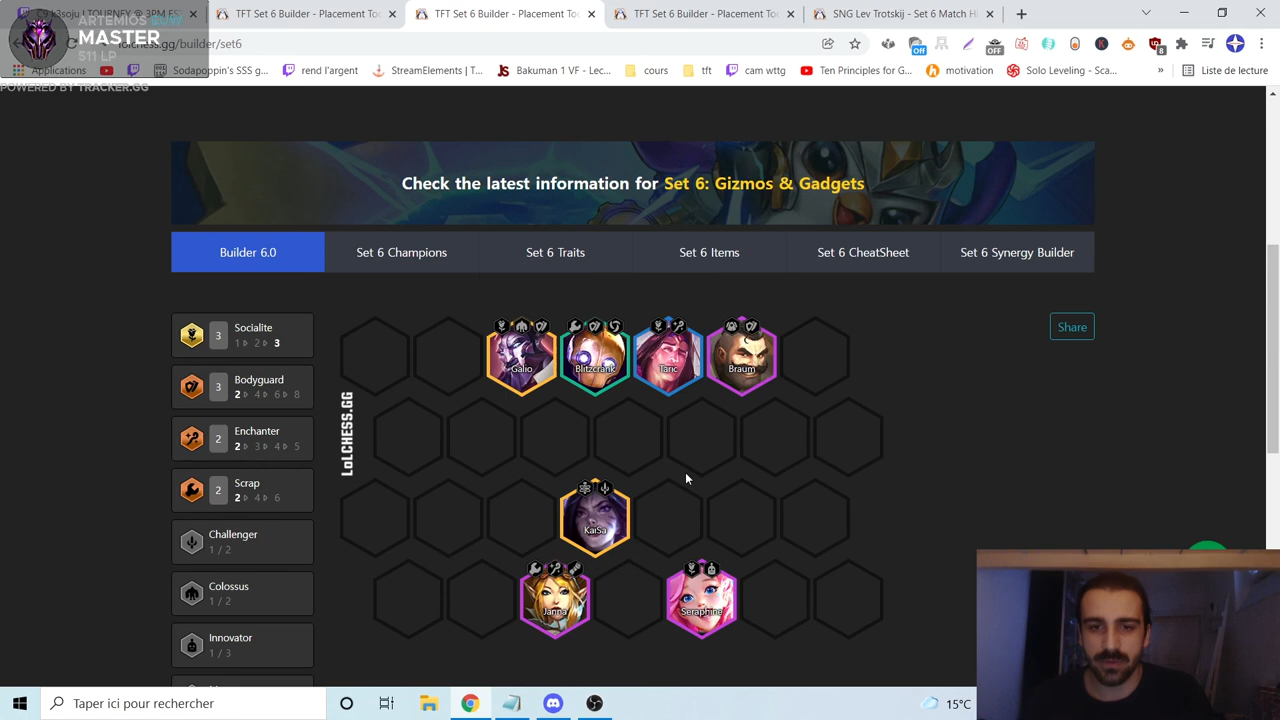 TFT Set 6 Builder - Placement To
TFT Set 6 Builder - Placement To
TFT Set 6 Builder - Placement To
SNG Lev Trotskij - Set 6 Match H
MASTER
511 LP
lolchess.gg/builder/set6
Applications
Sodapoppin's SSS g...
rend l'argent
StreamElements | T...
Bakuman 1 VF - Lec...
cours
tft
cam wttg
Ten Principles for G...
motivation
Solo Leveling - Sca...
»
Liste de lecture
Off
OFF
8
POWERED BY TRACKER.GG
Check the latest information for Set 6: Gizmos & Gadgets
Builder 6.0
Set 6 Champions
Set 6 Traits
Set 6 Items
Set 6 CheatSheet
Set 6 Synergy Builder
3
Socialite
1 2 3
3
Bodyguard
2 4 6 8
2
Enchanter
2 3 4 5
2
Scrap
2 4 6
Challenger
1 / 2
Colossus
1 / 2
Innovator
1 / 3
LoLCHESS.GG
Galio
Blitzcrank
Taric
Braum
KaiSa
Janna
Seraphine
Share
Taper ici pour rechercher
15°C